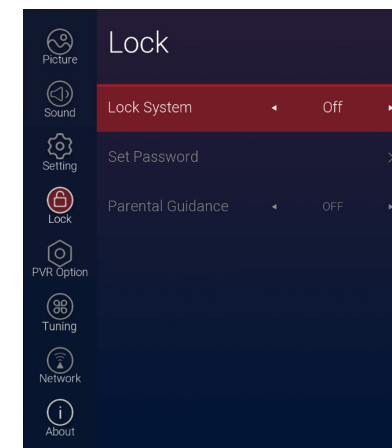 Lock
Picture
Sound
Setting
Lock
PVR Option
Tuning
Network
About
Lock System Off
Set Password
Parental Guidance OFF